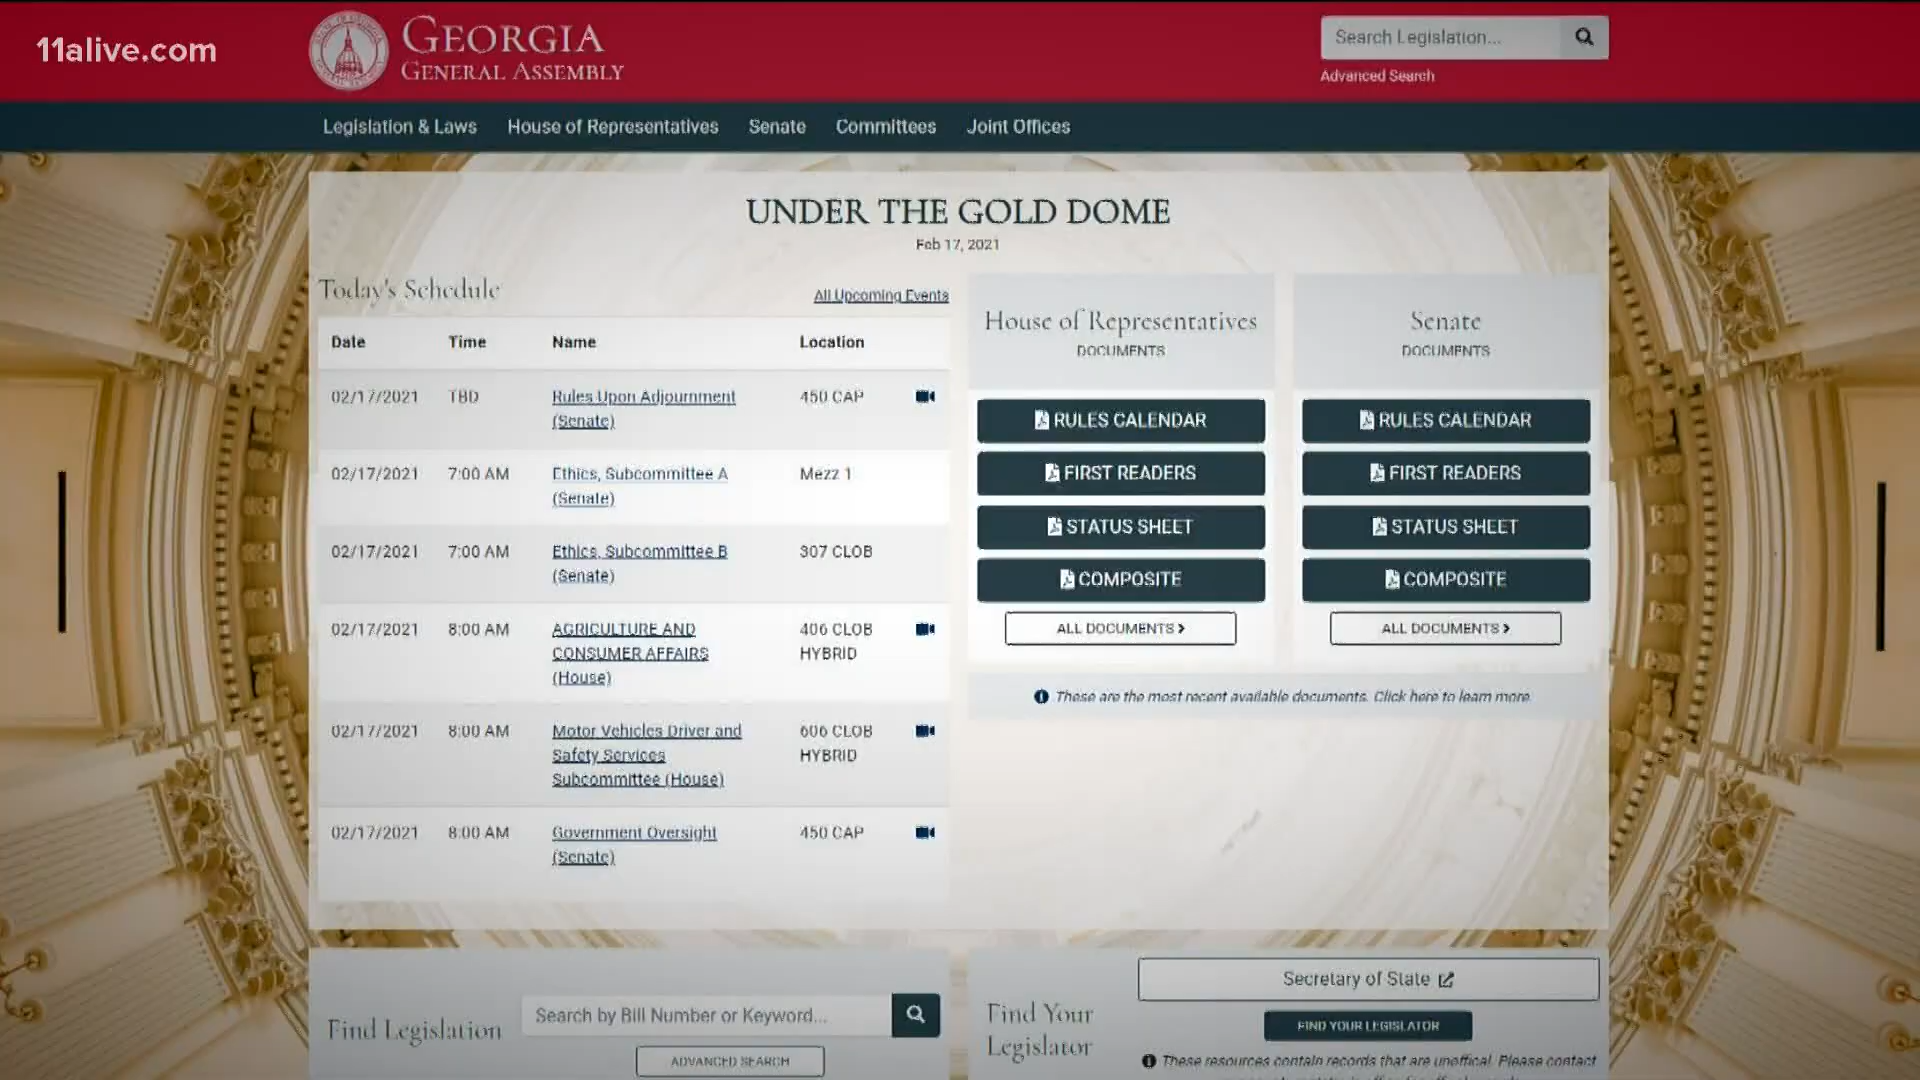 11alive.com
GEORGIA
GENERAL ASSEMBLY
Search Legislation...
Advanced Search
Legislation & Laws House of Representatives Senate Committees Joint Offices
UNDER THE GOLD DOME
Feb 17, 2021
Today's Schedule
All Upcoming Events
Date Time Name Location
02/17/2021 TBD Rules Upon Adjournment 450 CAP
(Senate)
02/17/2021 7:00 AM Ethics, Subcommittee A Mezz 1
(Senate)
02/17/2021 7:00 AM Ethics, Subcommittee B 307 CLOB
(Senate)
02/17/2021 8:00 AM AGRICULTURE AND 406 CLOB
CONSUMER AFFAIRS HYBRID
(House)
02/17/2021 8:00 AM Motor Vehicles Driver and 606 CLOB
Safety Services HYBRID
Subcommittee (House)
02/17/2021 8:00 AM Government Oversight 450 CAP
(Senate)
House of Representatives
DOCUMENTS
RULES CALENDAR
FIRST READERS
STATUS SHEET
COMPOSITE
ALL DOCUMENTS
Senate
DOCUMENTS
RULES CALENDAR
FIRST READERS
STATUS SHEET
COMPOSITE
ALL DOCUMENTS
These are the most recent available documents. Click here to learn more.
Find Legislation
Search by Bill Number or Keyword...
ADVANCED SEARCH
Find Your
Legislator
Secretary of State
FIND YOUR LEGISLATOR
These resources contain records that are unoffical. Please contact